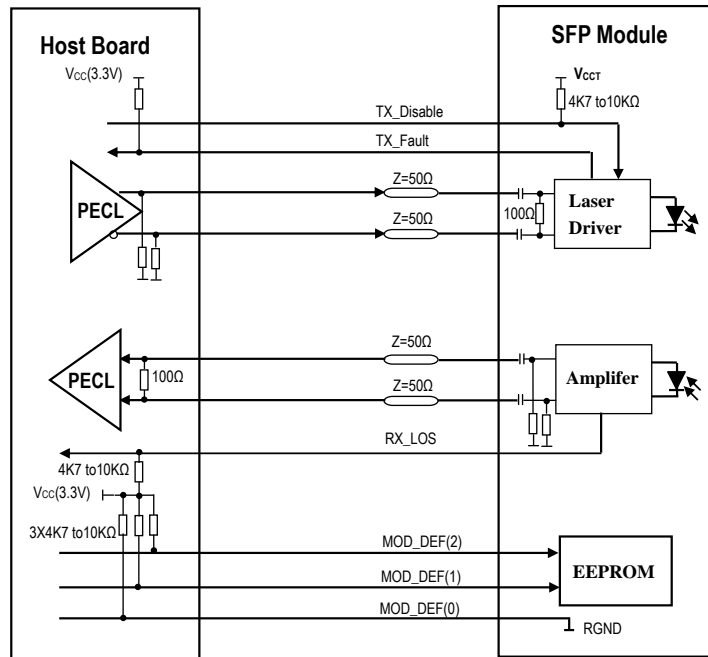 Host Board
SFP Module
VCC(3.3V)
VCCT
4K7 to10KΩ
TX_Disable
TX_Fault
PECL
Z=50Ω
Z=50Ω
100Ω
Laser
Driver
PECL
100Ω
Z=50Ω
Z=50Ω
Amplifer
RX_LOS
4K7 to10KΩ
VCC(3.3V)
3X4K7 to10KΩ
MOD_DEF(2)
MOD_DEF(1)
MOD_DEF(0)
EEPROM
RGND